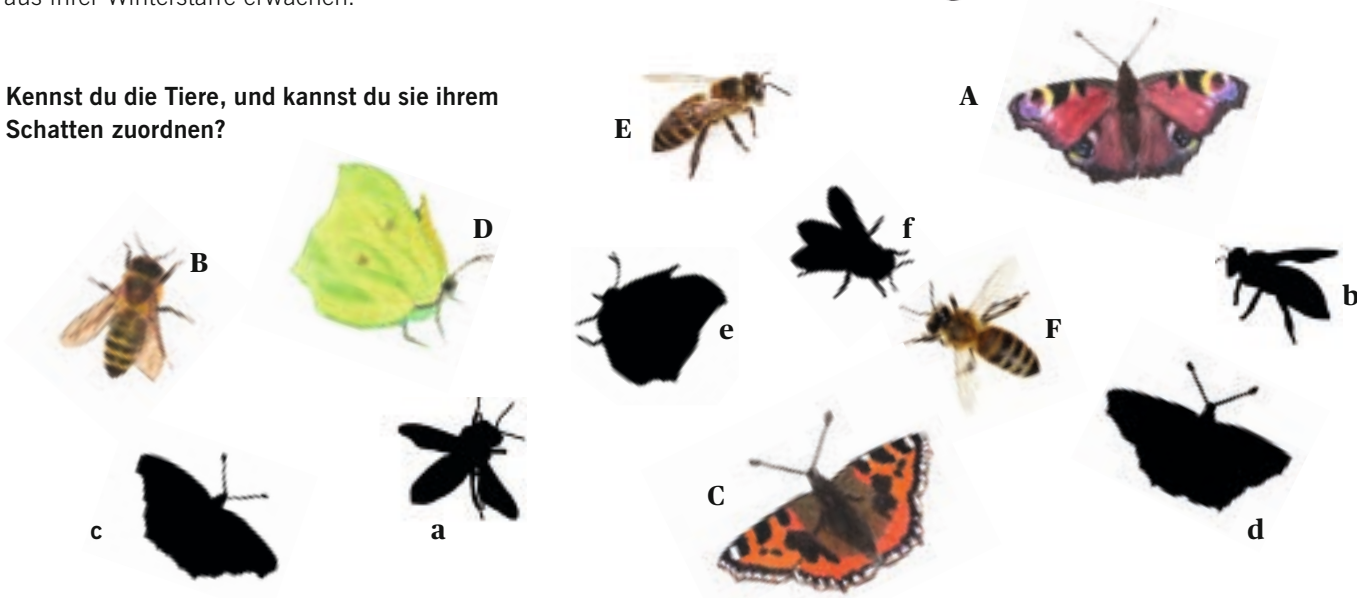 aus ihrer Winterstarre erwachen.
Kennst du die Tiere, und kannst du sie ihrem
Schatten zuordnen?
E
A
D
B
f
b
e
F
C
c
a
d